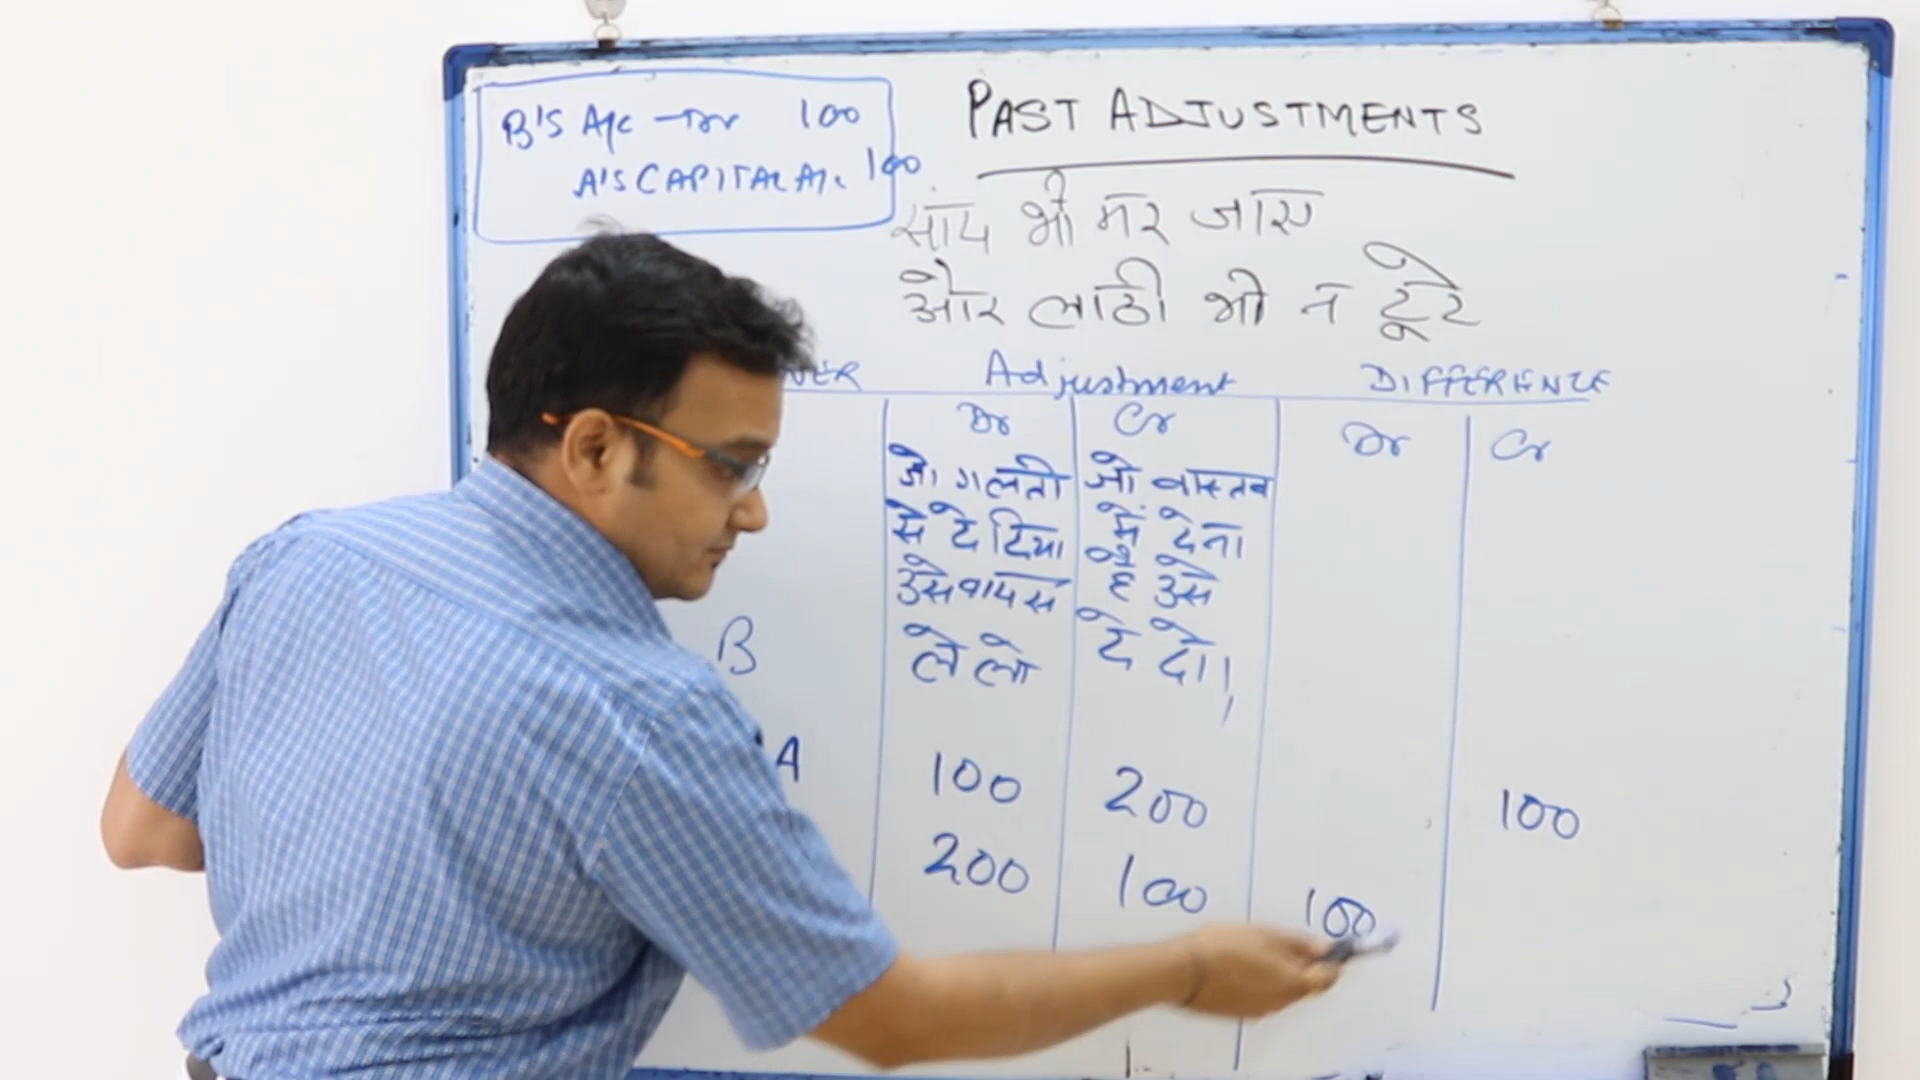 B'S A/c — Dr 100
A'S CAPITAL A/c 100
PAST ADJUSTMENTS
सांप भी मर जाए
और लाठी भी न टूटे
Adjustment DIFFERENCE
Dr Cr Dr Cr
जो गलती जो वास्तव
से दे दिया में देना
उसे वापस है उसे
B ले लो दे दो।
A 100 200 100
200 100 100